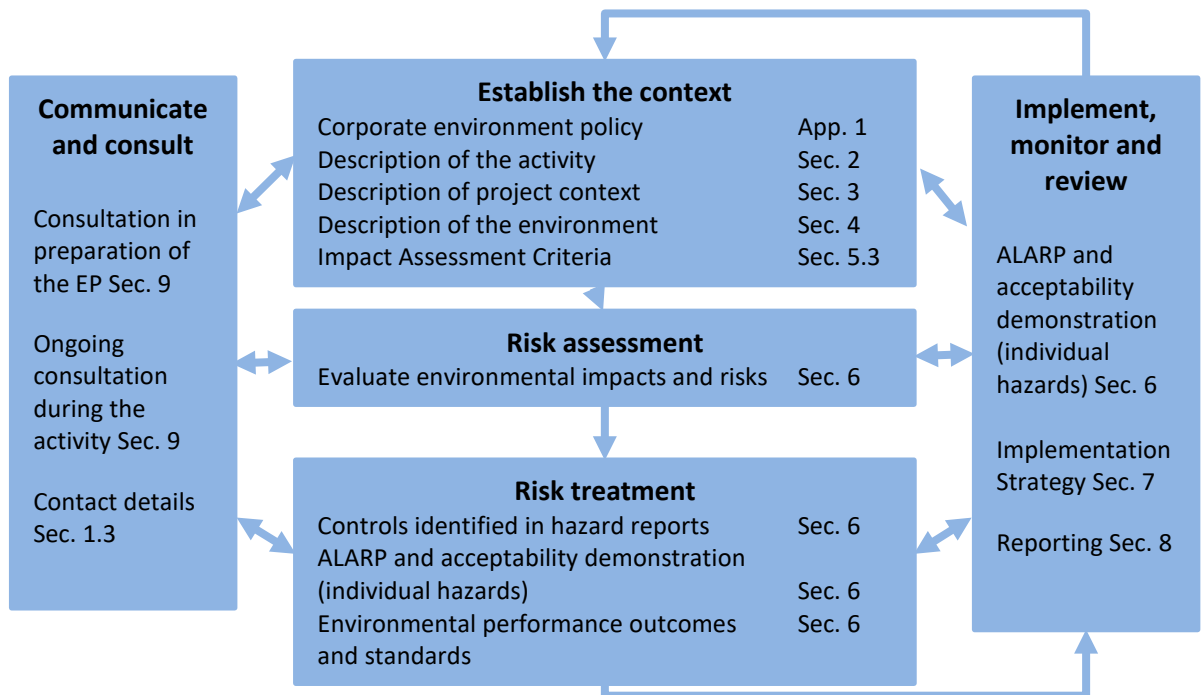 Communicate
and consult
Consultation in
preparation of
the EP Sec. 9
Ongoing
consultation
during the
activity Sec. 9
Contact details
Sec. 1.3
Establish the context
Corporate environment policy App. 1
Description of the activity Sec. 2
Description of project context Sec. 3
Description of the environment Sec. 4
Impact Assessment Criteria Sec. 5.3
Risk assessment
Evaluate environmental impacts and risks Sec. 6
Risk treatment
Controls identified in hazard reports Sec. 6
ALARP and acceptability demonstration
(individual hazards) Sec. 6
Environmental performance outcomes Sec. 6
and standards
Implement,
monitor and
review
ALARP and
acceptability
demonstration
(individual
hazards) Sec. 6
Implementation
Strategy Sec. 7
Reporting Sec. 8